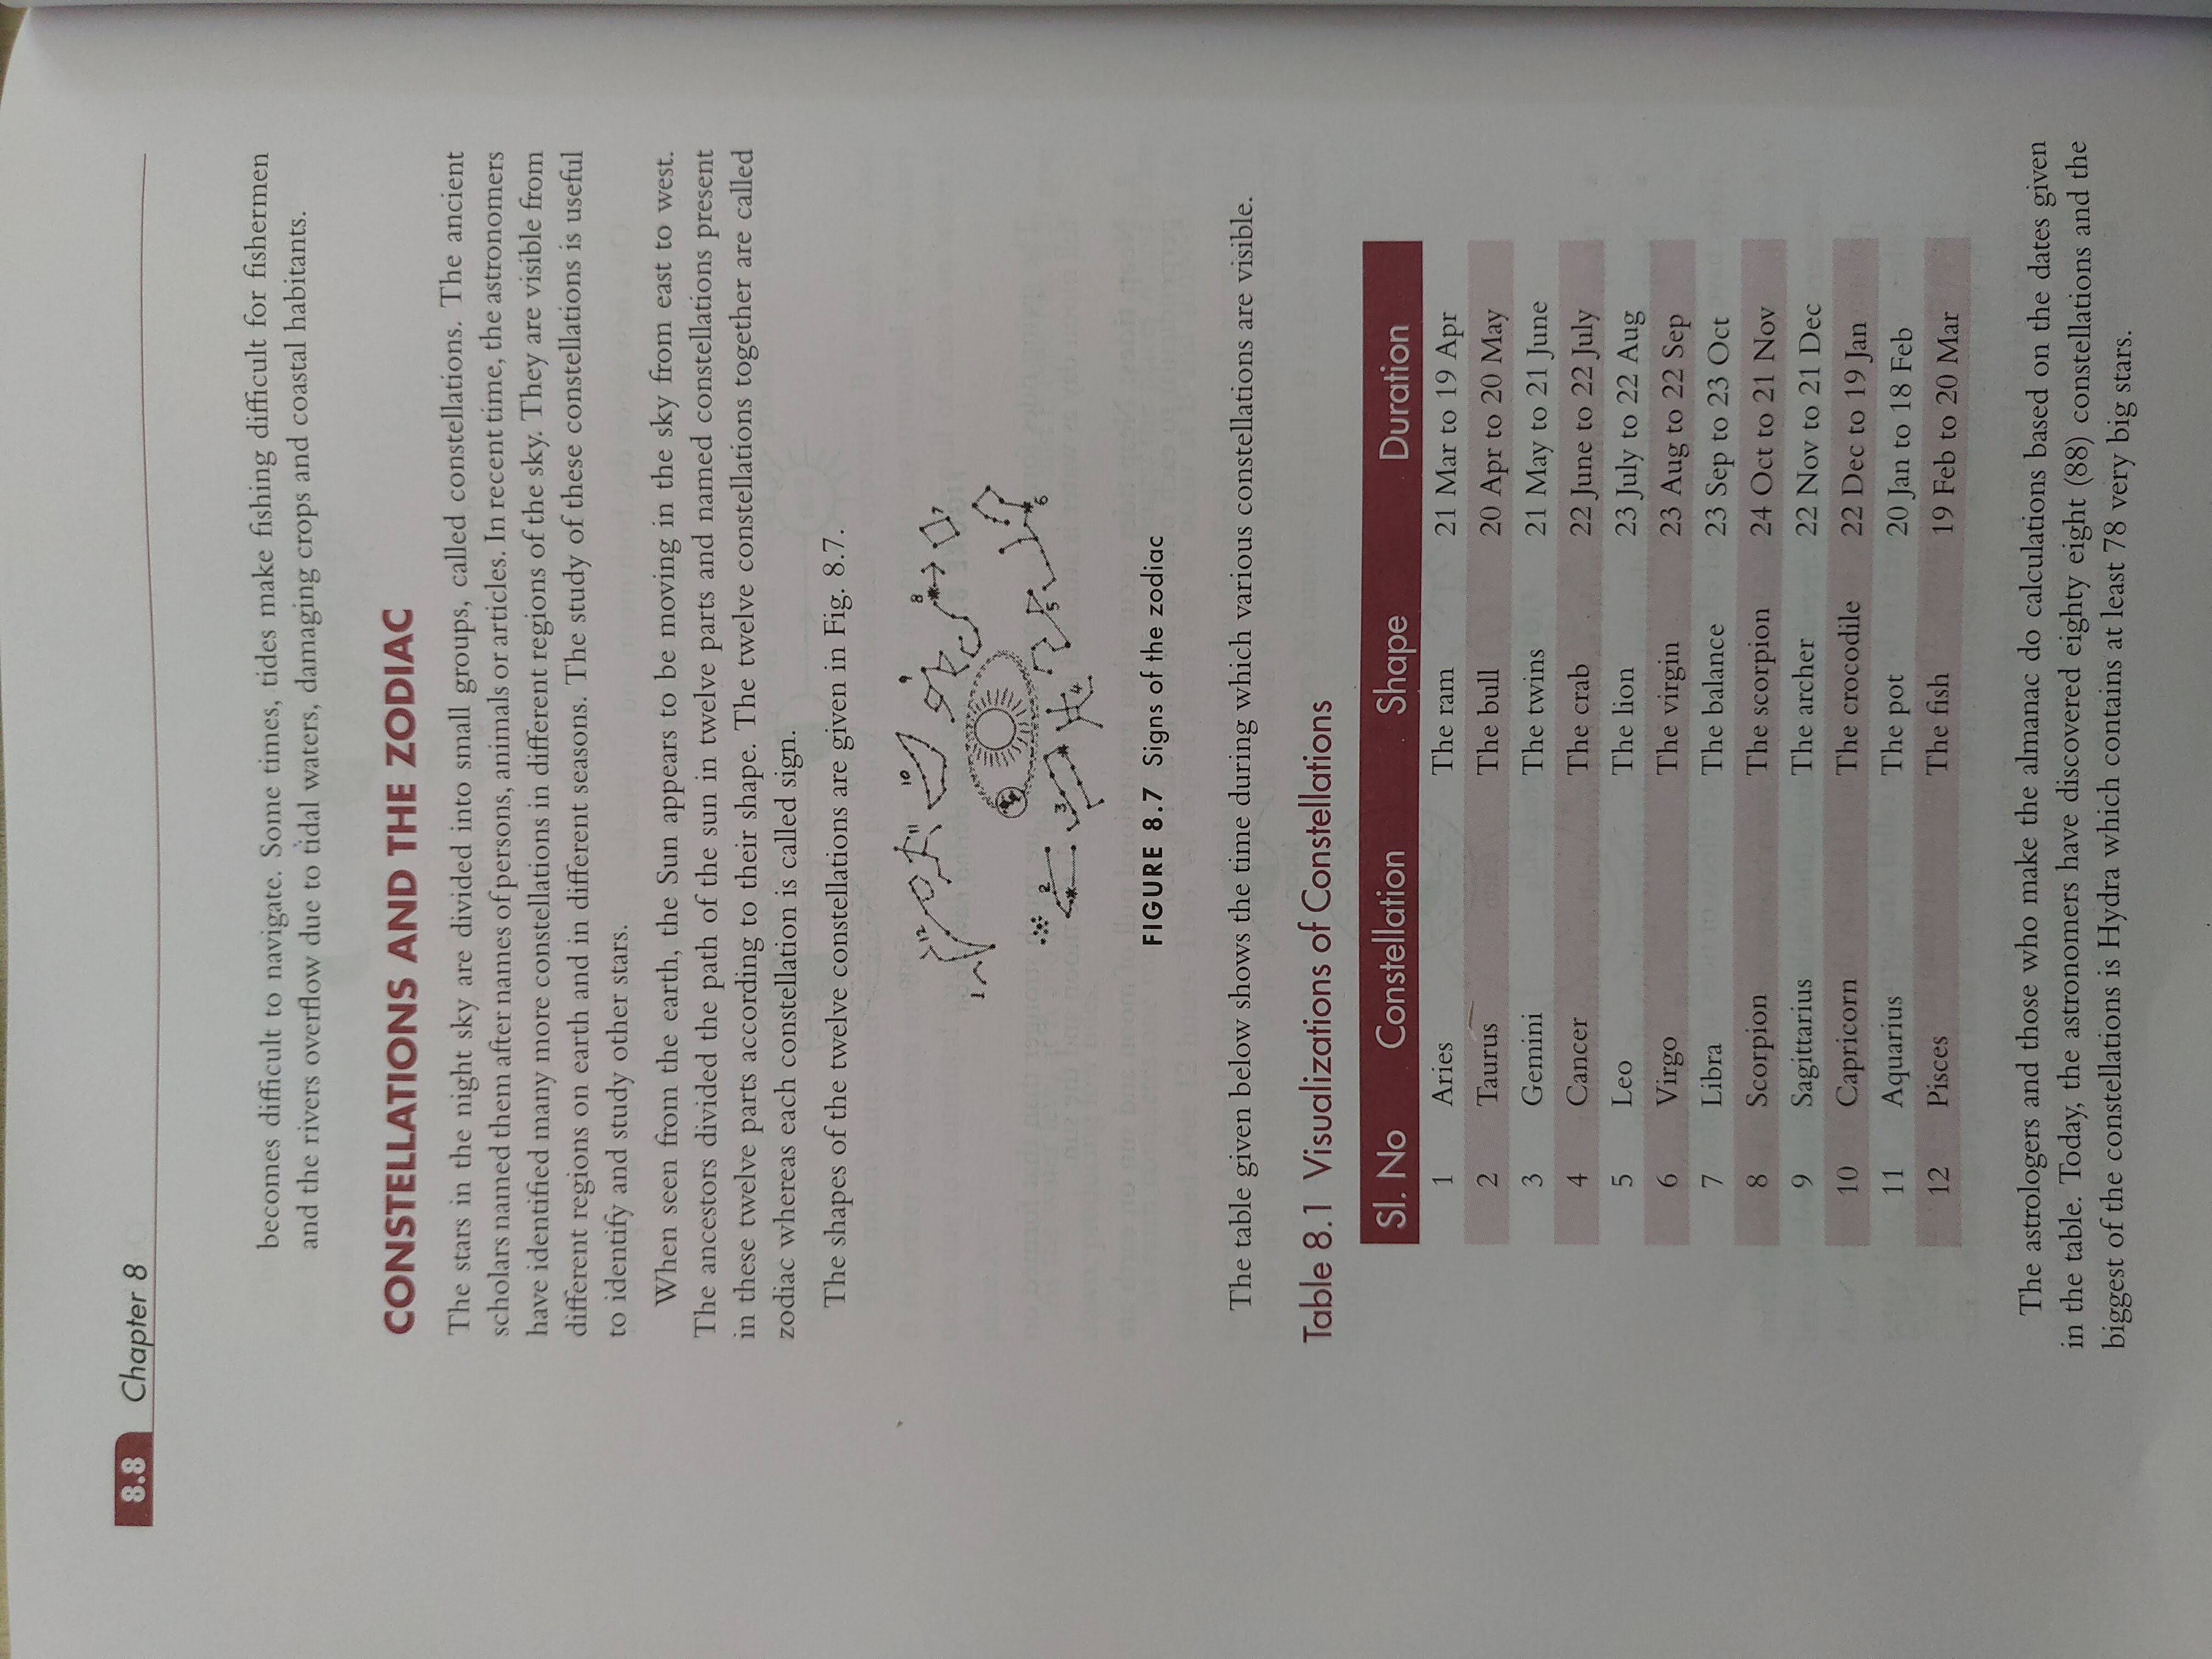 8.8 Chapter 8
becomes difficult to navigate. Some times, tides make fishing difficult for fishermen
and the rivers overflow due to tidal waters, damaging crops and coastal habitants.
CONSTELLATIONS AND THE ZODIAC
The stars in the night sky are divided into small groups, called constellations. The ancient
scholars named them after names of persons, animals or articles. In recent time, the astronomers
have identified many more constellations in different regions of the sky. They are visible from
different regions on earth and in different seasons. The study of these constellations is useful
to identify and study other stars.
When seen from the earth, the Sun appears to be moving in the sky from east to west.
The ancestors divided the path of the sun in twelve parts and named constellations present
in these twelve parts according to their shape. The twelve constellations together are called
zodiac whereas each constellation is called sign.
The shapes of the twelve constellations are given in Fig. 8.7.
1 12 11 10 9 8 7
2 3 4 5 6
FIGURE 8.7 Signs of the zodiac
The table given below shows the time during which various constellations are visible.
Table 8.1 Visualizations of Constellations
Sl. No Constellation Shape Duration
1 Aries The ram 21 Mar to 19 Apr
2 Taurus The bull 20 Apr to 20 May
3 Gemini The twins 21 May to 21 June
4 Cancer The crab 22 June to 22 July
5 Leo The lion 23 July to 22 Aug
6 Virgo The virgin 23 Aug to 22 Sep
7 Libra The balance 23 Sep to 23 Oct
8 Scorpion The scorpion 24 Oct to 21 Nov
9 Sagittarius The archer 22 Nov to 21 Dec
10 Capricorn The crocodile 22 Dec to 19 Jan
11 Aquarius The pot 20 Jan to 18 Feb
12 Pisces The fish 19 Feb to 20 Mar
The astrologers and those who make the almanac do calculations based on the dates given
in the table. Today, the astronomers have discovered eighty eight (88) constellations and the
biggest of the constellations is Hydra which contains at least 78 very big stars.